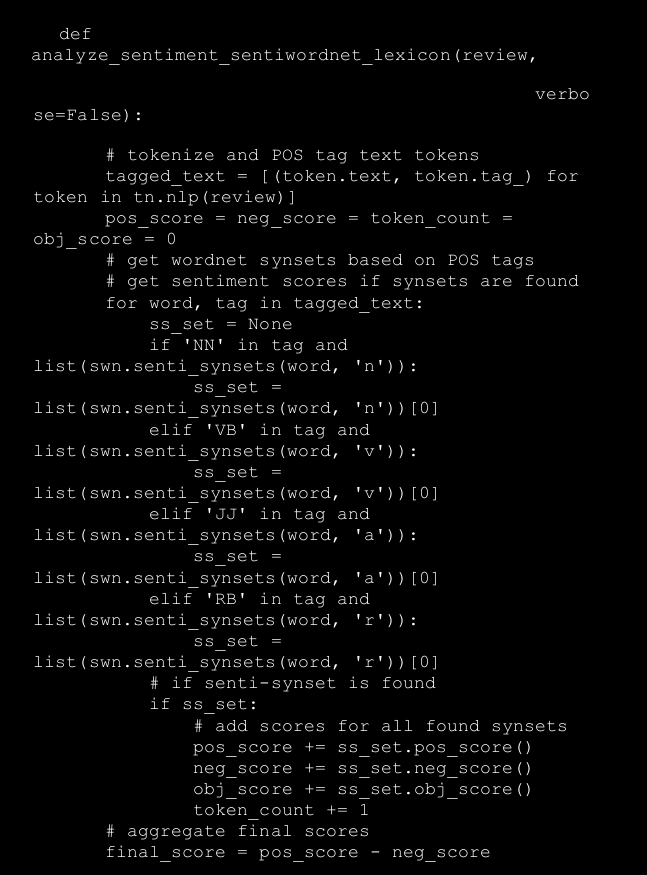 def
analyze_sentiment_sentiwordnet_lexicon(review,
verbo
se=False):
# tokenize and POS tag text tokens
tagged_text = [(token.text, token.tag_) for
token in tn.nlp(review)]
pos_score = neg_score = token_count =
obj_score = 0
# get wordnet synsets based on POS tags
# get sentiment scores if synsets are found
for word, tag in tagged_text:
ss_set = None
if 'NN' in tag and
list(swn.senti_synsets(word, 'n')):
ss_set =
list(swn.senti_synsets(word, 'n'))[0]
elif 'VB' in tag and
list(swn.senti_synsets(word, 'v')):
ss_set =
list(swn.senti_synsets(word, 'v'))[0]
elif 'JJ' in tag and
list(swn.senti_synsets(word, 'a')):
ss_set =
list(swn.senti_synsets(word, 'a'))[0]
elif 'RB' in tag and
list(swn.senti_synsets(word, 'r')):
ss_set =
list(swn.senti_synsets(word, 'r'))[0]
# if senti-synset is found
if ss_set:
# add scores for all found synsets
pos_score += ss_set.pos_score()
neg_score += ss_set.neg_score()
obj_score += ss_set.obj_score()
token_count += 1
# aggregate final scores
final_score = pos_score - neg_score